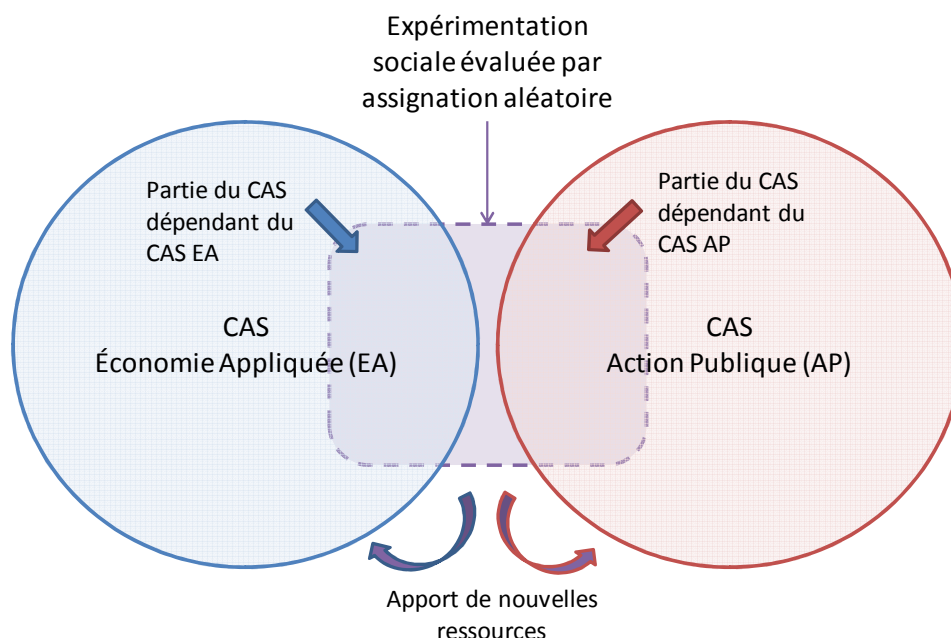 Expérimentation
sociale évaluée par
assignation aléatoire
Partie du CAS
dépendant du
CAS EA
Partie du CAS
dépendant du
CAS AP
CAS
Économie Appliquée (EA)
CAS
Action Publique (AP)
Apport de nouvelles
ressources